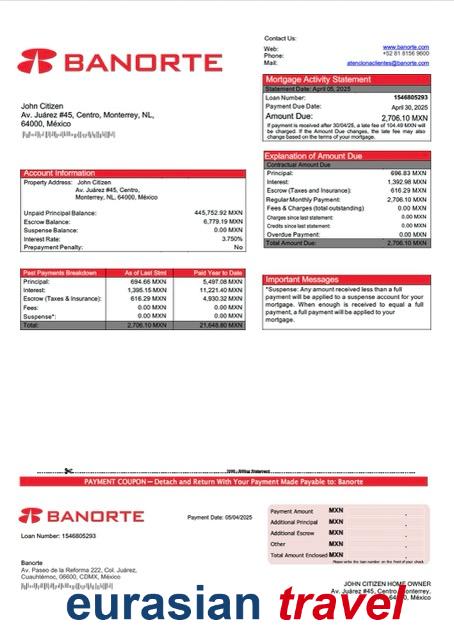 BANORTE
Contact Us:
Web: www.banorte.com
Phone: +52 81 8156 9600
Mail: atencionaclientes@banorte.com
Mortgage Activity Statement
Statement Date: April 05, 2025
Loan Number: 1546805293
Payment Due Date: April 30, 2025
Amount Due: 2,706.10 MXN
If payment is received after 30/04/25, a late fee of 104.49 MXN will
be charged. If the Amount Due changes, the late fee may also
change based on the terms of your mortgage.
John Citizen
Av. Juárez #45, Centro, Monterrey, NL,
64000, México
Explanation of Amount Due
Contractual Amount Due
Principal: 696.83 MXN
Interest: 1,392.98 MXN
Escrow (Taxes and Insurance): 616.29 MXN
Regular Monthly Payment: 2,706.10 MXN
Fees & Charges (total outstanding) 0.00 MXN
Charges since last statement: 0.00 MXN
Credits since last statement: 0.00 MXN
Overdue Payment: 0.00 MXN
Total Amount Due: 2,706.10 MXN
Account Information
Property Address: John Citizen
Av. Juárez #45, Centro,
Monterrey, NL, 64000, México
Unpaid Principal Balance: 445,752.92 MXN
Escrow Balance: 6,779.19 MXN
Suspense Balance: 0.00 MXN
Interest Rate: 3.750%
Prepayment Penalty: No
Past Payments Breakdown As of Last Stmt Paid Year to Date
Principal: 694.66 MXN 5,497.08 MXN
Interest: 1,395.15 MXN 11,221.40 MXN
Escrow (Taxes & Insurance): 616.29 MXN 4,930.32 MXN
Fees: 0.00 MXN 0.00 MXN
Suspense*: 0.00 MXN 0.00 MXN
Total: 2,706.10 MXN 21,648.80 MXN
Important Messages
*Suspense: Any amount received less than a full
payment will be applied to a suspense account for your
mortgage. When enough is received to equal a full
payment, a full payment will be applied to your
mortgage.
PAYMENT COUPON — Detach and Return With Your Payment Made Payable to: Banorte
BANORTE
Payment Date: 05/04/2025
Loan Number: 1546805293
Payment Amount MXN
Additional Principal MXN
Additional Escrow MXN
Other MXN
Total Amount Enclosed MXN
Please write the loan number on the front of your check.
Banorte
Av. Paseo de la Reforma 222, Col. Juárez,
Cuauhtémoc, 06600, CDMX, México
JOHN CITIZEN HOME OWNER
Av. Juárez #45, Centro, Monterrey,
eurasian travel